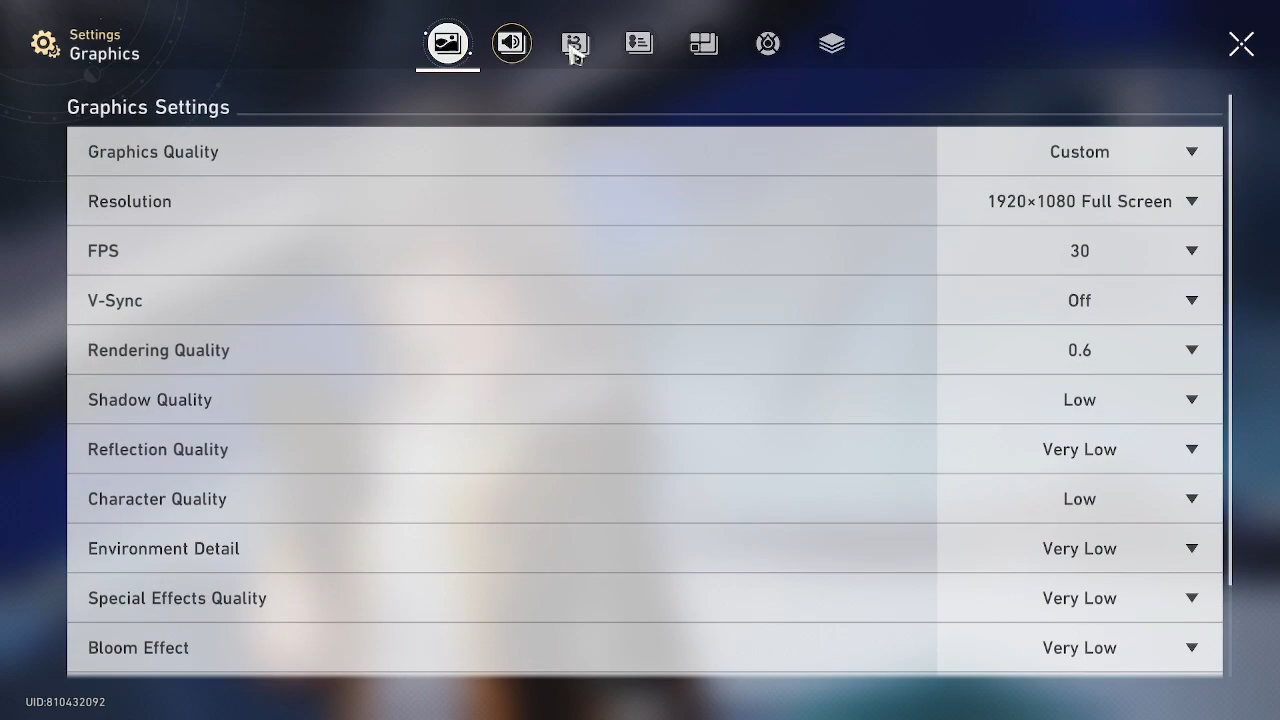 Settings
Graphics
Graphics Settings
Graphics Quality Custom
Resolution 1920×1080 Full Screen
FPS 30
V-Sync Off
Rendering Quality 0.6
Shadow Quality Low
Reflection Quality Very Low
Character Quality Low
Environment Detail Very Low
Special Effects Quality Very Low
Bloom Effect Very Low
UID:810432092